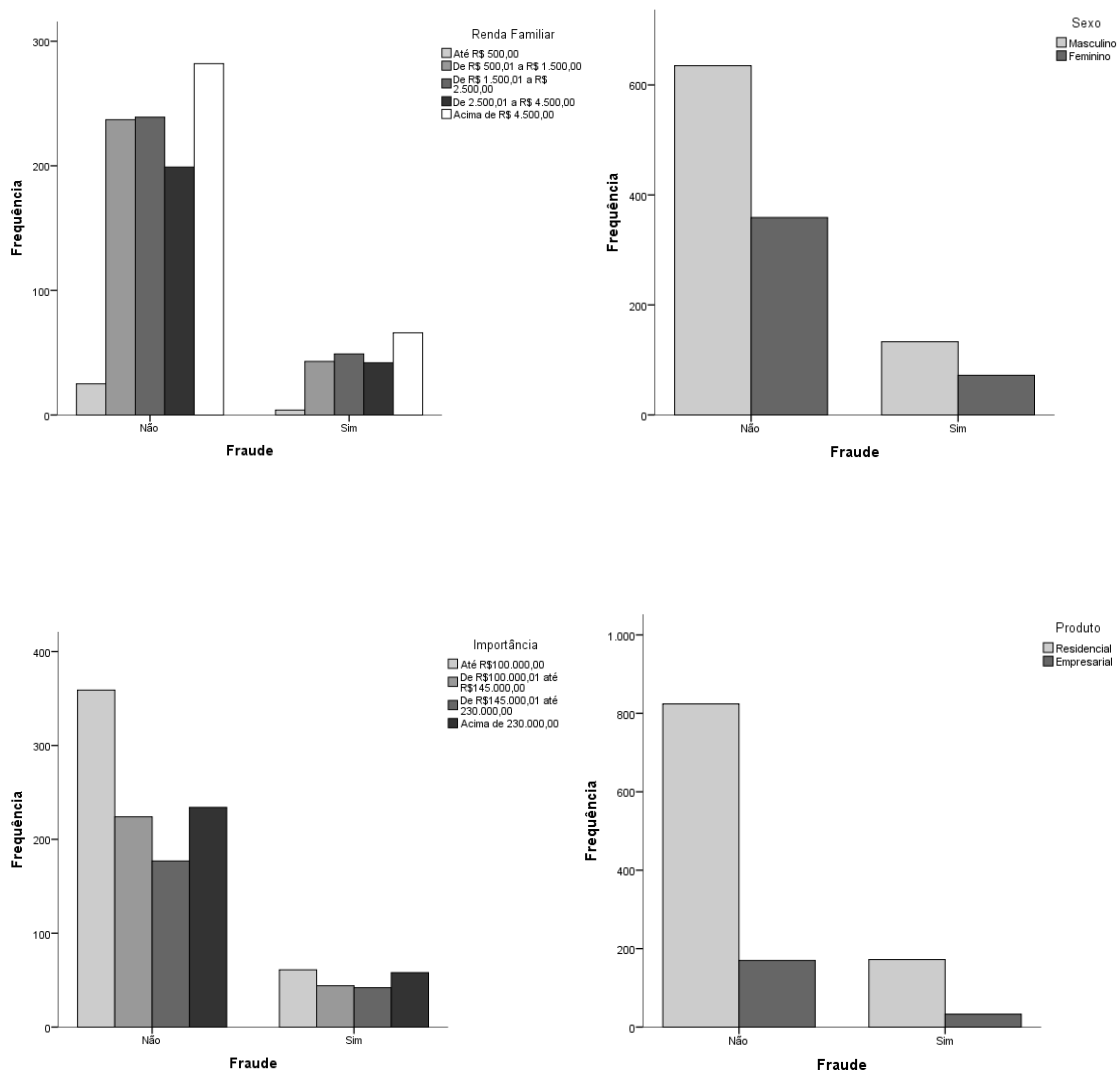 Renda Familiar
Até R$ 500,00
De R$ 500,01 a R$ 1.500,00
De R$ 1.500,01 a R$
2.500,00
De 2.500,01 a R$ 4.500,00
Acima de R$ 4.500,00
300
200
100
0
Frequência
Não
Sim
Fraude
Sexo
Masculino
Feminino
600
400
200
0
Frequência
Não
Sim
Fraude
Importância
Até R$100.000,00
De R$100.000,01 até
R$145.000,00
De R$145.000,01 até
230.000,00
Acima de 230.000,00
400
300
200
100
0
Frequência
Não
Sim
Fraude
Produto
Residencial
Empresarial
1.000
800
600
400
200
0
Frequência
Não
Sim
Fraude